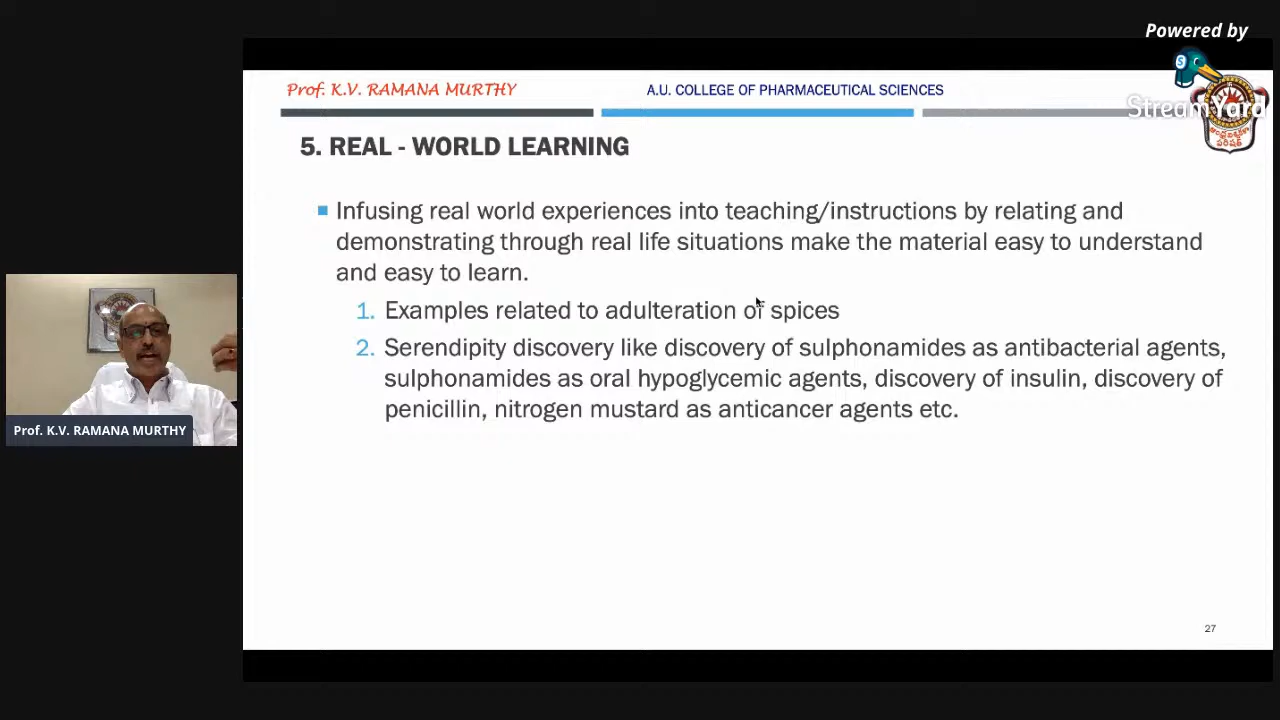 Powered by
StreamYard
Prof. K.V. RAMANA MURTHY
A.U. COLLEGE OF PHARMACEUTICAL SCIENCES
5. REAL - WORLD LEARNING
Infusing real world experiences into teaching/instructions by relating and
demonstrating through real life situations make the material easy to understand
and easy to learn.
1. Examples related to adulteration of spices
2. Serendipity discovery like discovery of sulphonamides as antibacterial agents,
sulphonamides as oral hypoglycemic agents, discovery of insulin, discovery of
penicillin, nitrogen mustard as anticancer agents etc.
Prof. K.V. RAMANA MURTHY
27